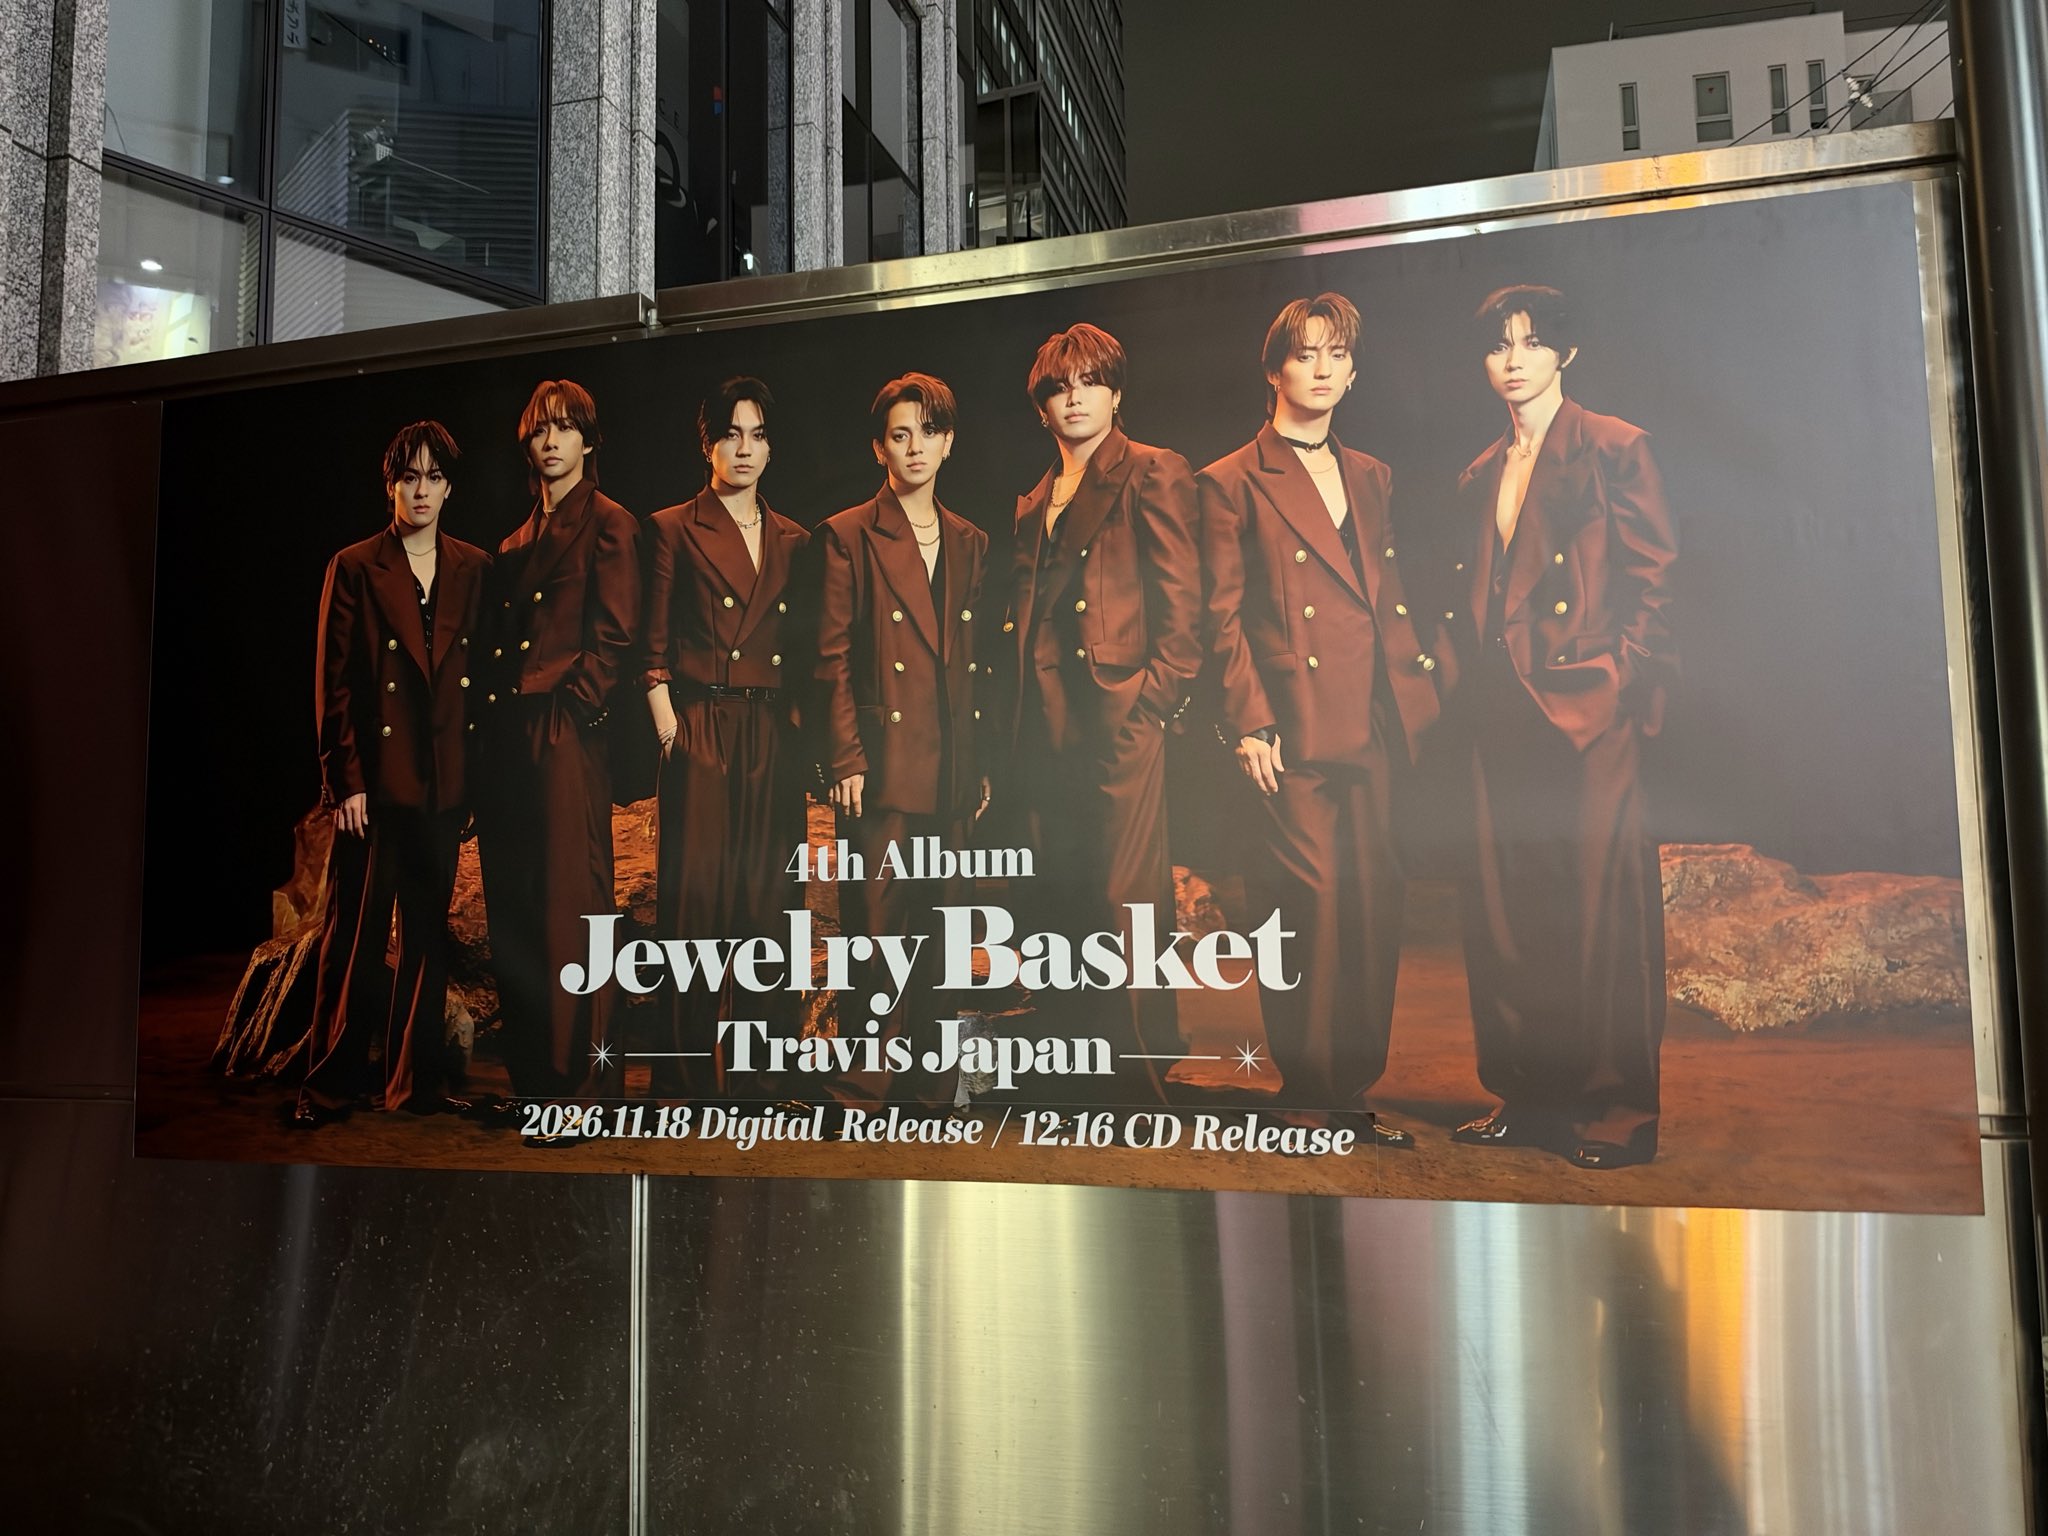 4th Album
Jewelry Basket
Travis Japan
2026.11.18 Digital Release / 12.16 CD Release